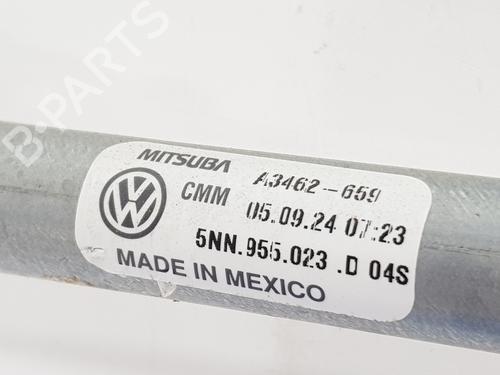 B-PARTS
MITSUBA A3462-659
CMM 05.09.24 07:23
5NN.955.023 .D 04S
MADE IN MEXICO